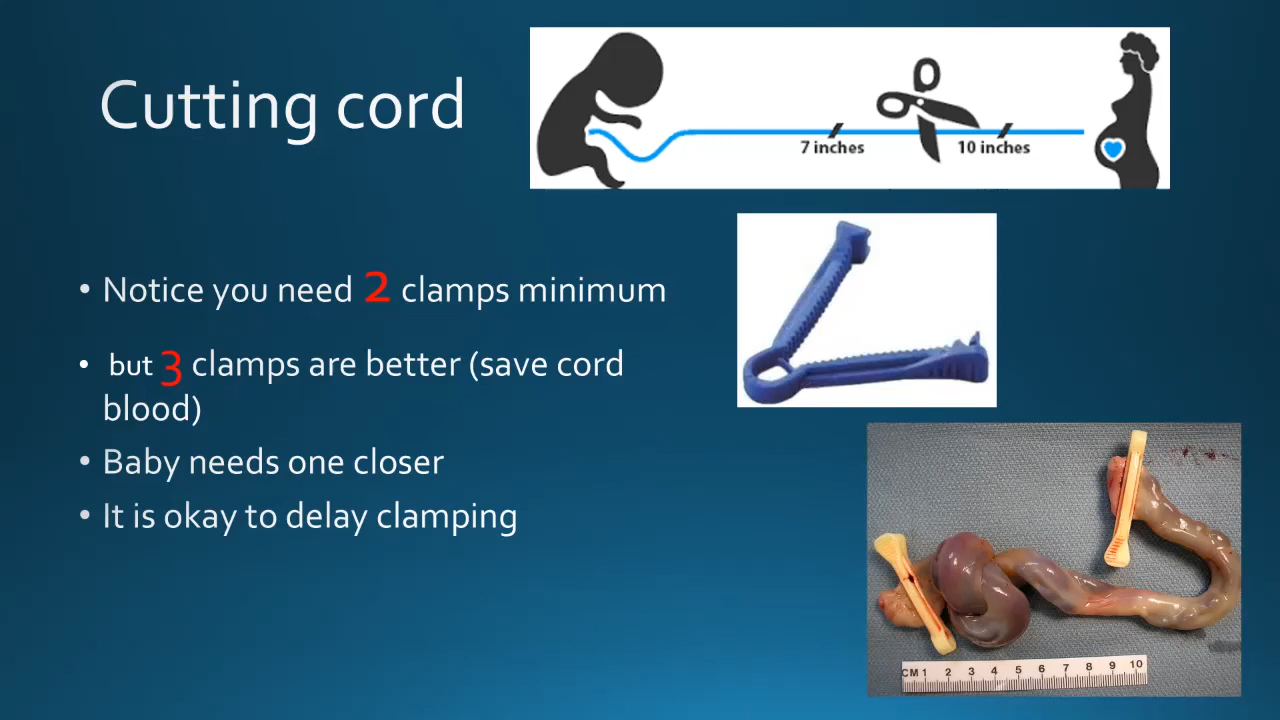 Cutting cord
7 inches
10 inches
• Notice you need 2 clamps minimum
• but 3 clamps are better (save cord
blood)
• Baby needs one closer
• It is okay to delay clamping
CM 1 2 3 4 5 6 7 8 9 10